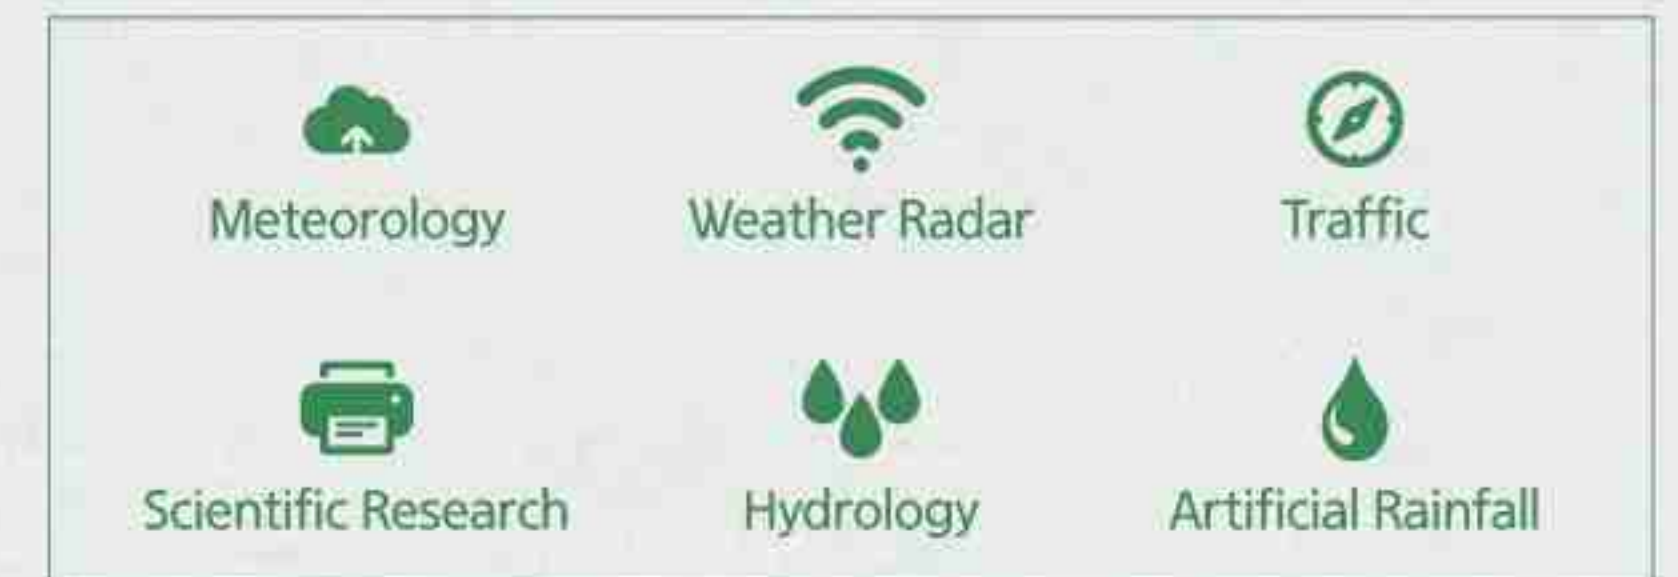 Meteorology
Weather Radar
Traffic
Scientific Research
Hydrology
Artificial Rainfall